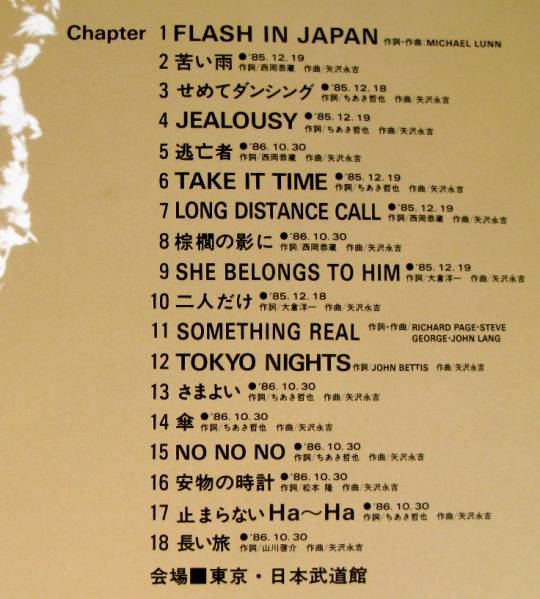 Chapter 1 FLASH IN JAPAN 作詞・作曲/MICHAEL LUNN
2 苦い雨 ●'85. 12. 19
作詞/西岡恭蔵 作曲/矢沢永吉
3 せめてダンシング ●'85. 12. 18
作詞/ちあき哲也 作曲/矢沢永吉
4 JEALOUSY ●'85. 12. 19
作詞/ちあき哲也 作曲/矢沢永吉
5 逃亡者 ●'86. 10. 30
作詞/西岡恭蔵 作曲/矢沢永吉
6 TAKE IT TIME ●'85. 12. 19
作詞/ちあき哲也 作曲/矢沢永吉
7 LONG DISTANCE CALL ●'85. 12. 19
作詞/西岡恭蔵 作曲/矢沢永吉
8 棕櫚の影に ●'86. 10. 30
作詞/西岡恭蔵 作曲/矢沢永吉
9 SHE BELONGS TO HIM ●'85. 12. 19
作詞/大倉洋一 作曲/矢沢永吉
10 二人だけ ●'85. 12. 18
作詞/大倉洋一 作曲/矢沢永吉
11 SOMETHING REAL 作詞・作曲/RICHARD PAGE・STEVE
GEORGE・JOHN LANG
12 TOKYO NIGHTS 作詞/JOHN BETTIS 作曲/矢沢永吉
13 さまよい ●'86. 10. 30
作詞/ちあき哲也 作曲/矢沢永吉
14 傘 ●'86. 10. 30
作詞/ちあき哲也 作曲/矢沢永吉
15 NO NO NO ●'86. 10. 30
作詞/ちあき哲也 作曲/矢沢永吉
16 安物の時計 ●'86. 10. 30
作詞/松本 隆 作曲/矢沢永吉
17 止まらないHa〜Ha ●'86. 10. 30
作詞/ちあき哲也 作曲/矢沢永吉
18 長い旅 ●'86. 10. 30
作詞/山川啓介 作曲/矢沢永吉
会場■東京・日本武道館